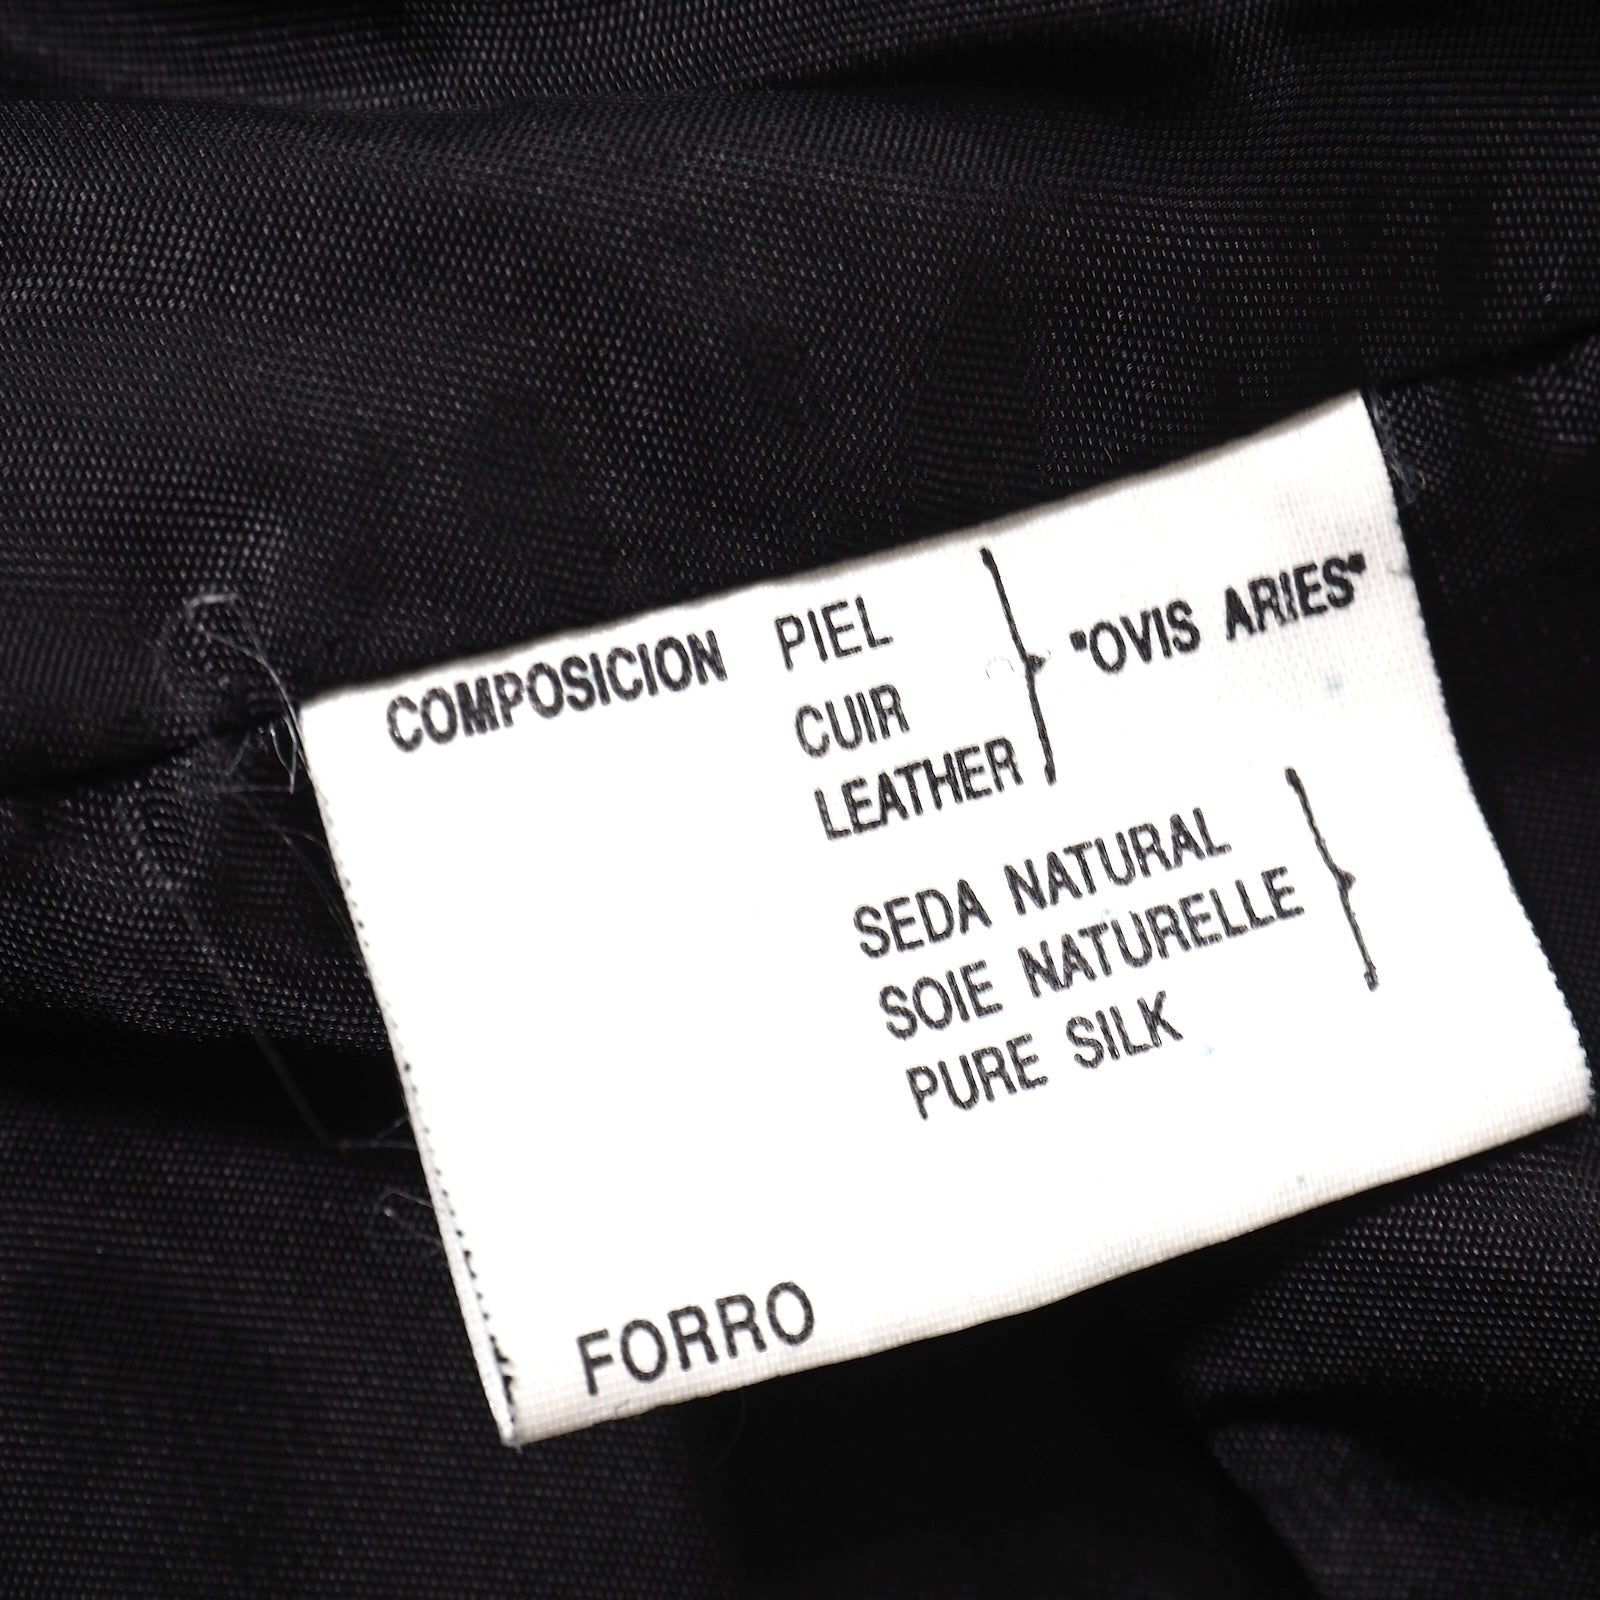 COMPOSICION PIEL "OVIS ARIES"
CUIR
LEATHER
SEDA NATURAL
SOIE NATURELLE
PURE SILK
FORRO